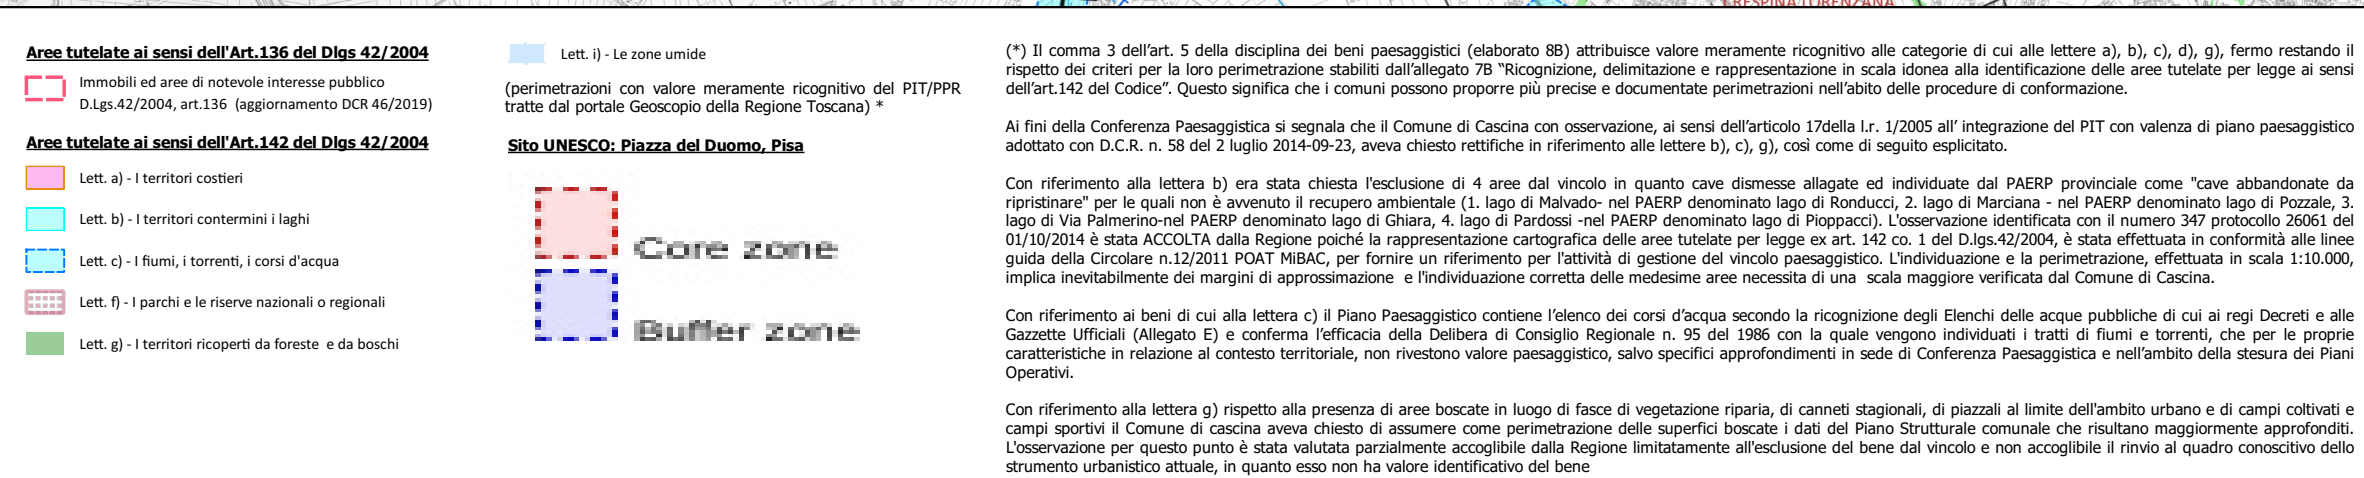 CRESPINA LORENZANA
Aree tutelate ai sensi dell'Art.136 del Dlgs 42/2004
Immobili ed aree di notevole interesse pubblico
D.Lgs.42/2004, art.136  (aggiornamento DCR 46/2019)
Aree tutelate ai sensi dell'Art.142 del Dlgs 42/2004
Lett. a) - I territori costieri
Lett. b) - I territori contermini i laghi
Lett. c) - I fiumi, i torrenti, i corsi d'acqua
Lett. f) - I parchi e le riserve nazionali o regionali
Lett. g) - I territori ricoperti da foreste  e da boschi
Lett. i) - Le zone umide
(perimetrazioni con valore meramente ricognitivo del PIT/PPR
tratte dal portale Geoscopio della Regione Toscana) *
Sito UNESCO: Piazza del Duomo, Pisa
Core zone
Buffer zone
(*) Il comma 3 dell'art. 5 della disciplina dei beni paesaggistici (elaborato 8B) attribuisce valore meramente ricognitivo alle categorie di cui alle lettere a), b), c), d), g), fermo restando il
rispetto dei criteri per la loro perimetrazione stabiliti dall'allegato 7B "Ricognizione, delimitazione e rappresentazione in scala idonea alla identificazione delle aree tutelate per legge ai sensi
dell'art.142 del Codice". Questo significa che i comuni possono proporre più precise e documentate perimetrazioni nell'abito delle procedure di conformazione.
Ai fini della Conferenza Paesaggistica si segnala che il Comune di Cascina con osservazione, ai sensi dell'articolo 17della l.r. 1/2005 all' integrazione del PIT con valenza di piano paesaggistico
adottato con D.C.R. n. 58 del 2 luglio 2014-09-23, aveva chiesto rettifiche in riferimento alle lettere b), c), g), così come di seguito esplicitato.
Con riferimento alla lettera b) era stata chiesta l'esclusione di 4 aree dal vincolo in quanto cave dismesse allagate ed individuate dal PAERP provinciale come "cave abbandonate da
ripristinare" per le quali non è avvenuto il recupero ambientale (1. lago di Malvado- nel PAERP denominato lago di Ronducci, 2. lago di Marciana - nel PAERP denominato lago di Pozzale, 3.
lago di Via Palmerino-nel PAERP denominato lago di Ghiara, 4. lago di Pardossi -nel PAERP denominato lago di Pioppacci). L'osservazione identificata con il numero 347 protocollo 26061 del
01/10/2014 è stata ACCOLTA dalla Regione poiché la rappresentazione cartografica delle aree tutelate per legge ex art. 142 co. 1 del D.lgs.42/2004, è stata effettuata in conformità alle linee
guida della Circolare n.12/2011 POAT MiBAC, per fornire un riferimento per l'attività di gestione del vincolo paesaggistico. L'individuazione e la perimetrazione, effettuata in scala 1:10.000,
implica inevitabilmente dei margini di approssimazione  e l'individuazione corretta delle medesime aree necessita di una  scala maggiore verificata dal Comune di Cascina.
Con riferimento ai beni di cui alla lettera c) il Piano Paesaggistico contiene l'elenco dei corsi d'acqua secondo la ricognizione degli Elenchi delle acque pubbliche di cui ai regi Decreti e alle
Gazzette Ufficiali (Allegato E) e conferma l'efficacia della Delibera di Consiglio Regionale n. 95 del 1986 con la quale vengono individuati i tratti di fiumi e torrenti, che per le proprie
caratteristiche in relazione al contesto territoriale, non rivestono valore paesaggistico, salvo specifici approfondimenti in sede di Conferenza Paesaggistica e nell'ambito della stesura dei Piani
Operativi.
Con riferimento alla lettera g) rispetto alla presenza di aree boscate in luogo di fasce di vegetazione riparia, di canneti stagionali, di piazzali al limite dell'ambito urbano e di campi coltivati e
campi sportivi il Comune di cascina aveva chiesto di assumere come perimetrazione delle superfici boscate i dati del Piano Strutturale comunale che risultano maggiormente approfonditi.
L'osservazione per questo punto è stata valutata parzialmente accoglibile dalla Regione limitatamente all'esclusione del bene dal vincolo e non accoglibile il rinvio al quadro conoscitivo dello
strumento urbanistico attuale, in quanto esso non ha valore identificativo del bene